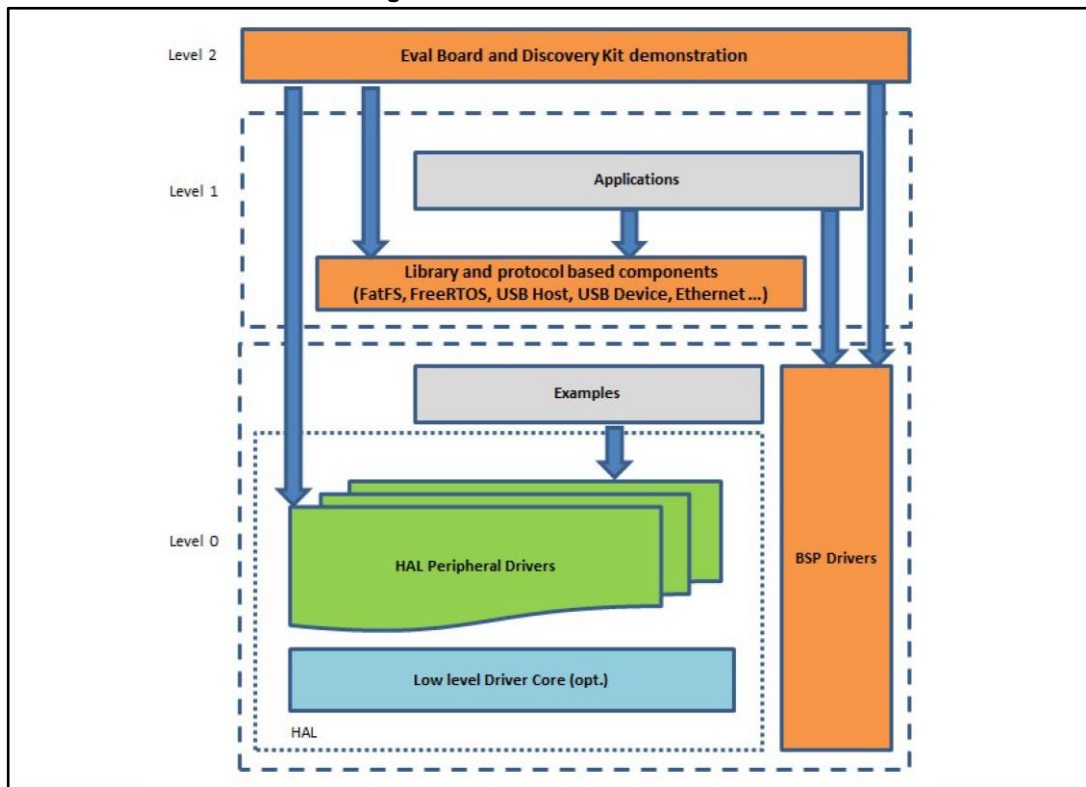 Level 2
Eval Board and Discovery Kit demonstration
Level 1
Applications
Library and protocol based components
(FatFS, FreeRTOS, USB Host, USB Device, Ethernet ...)
Examples
Level 0
HAL Peripheral Drivers
BSP Drivers
Low level Driver Core (opt.)
HAL